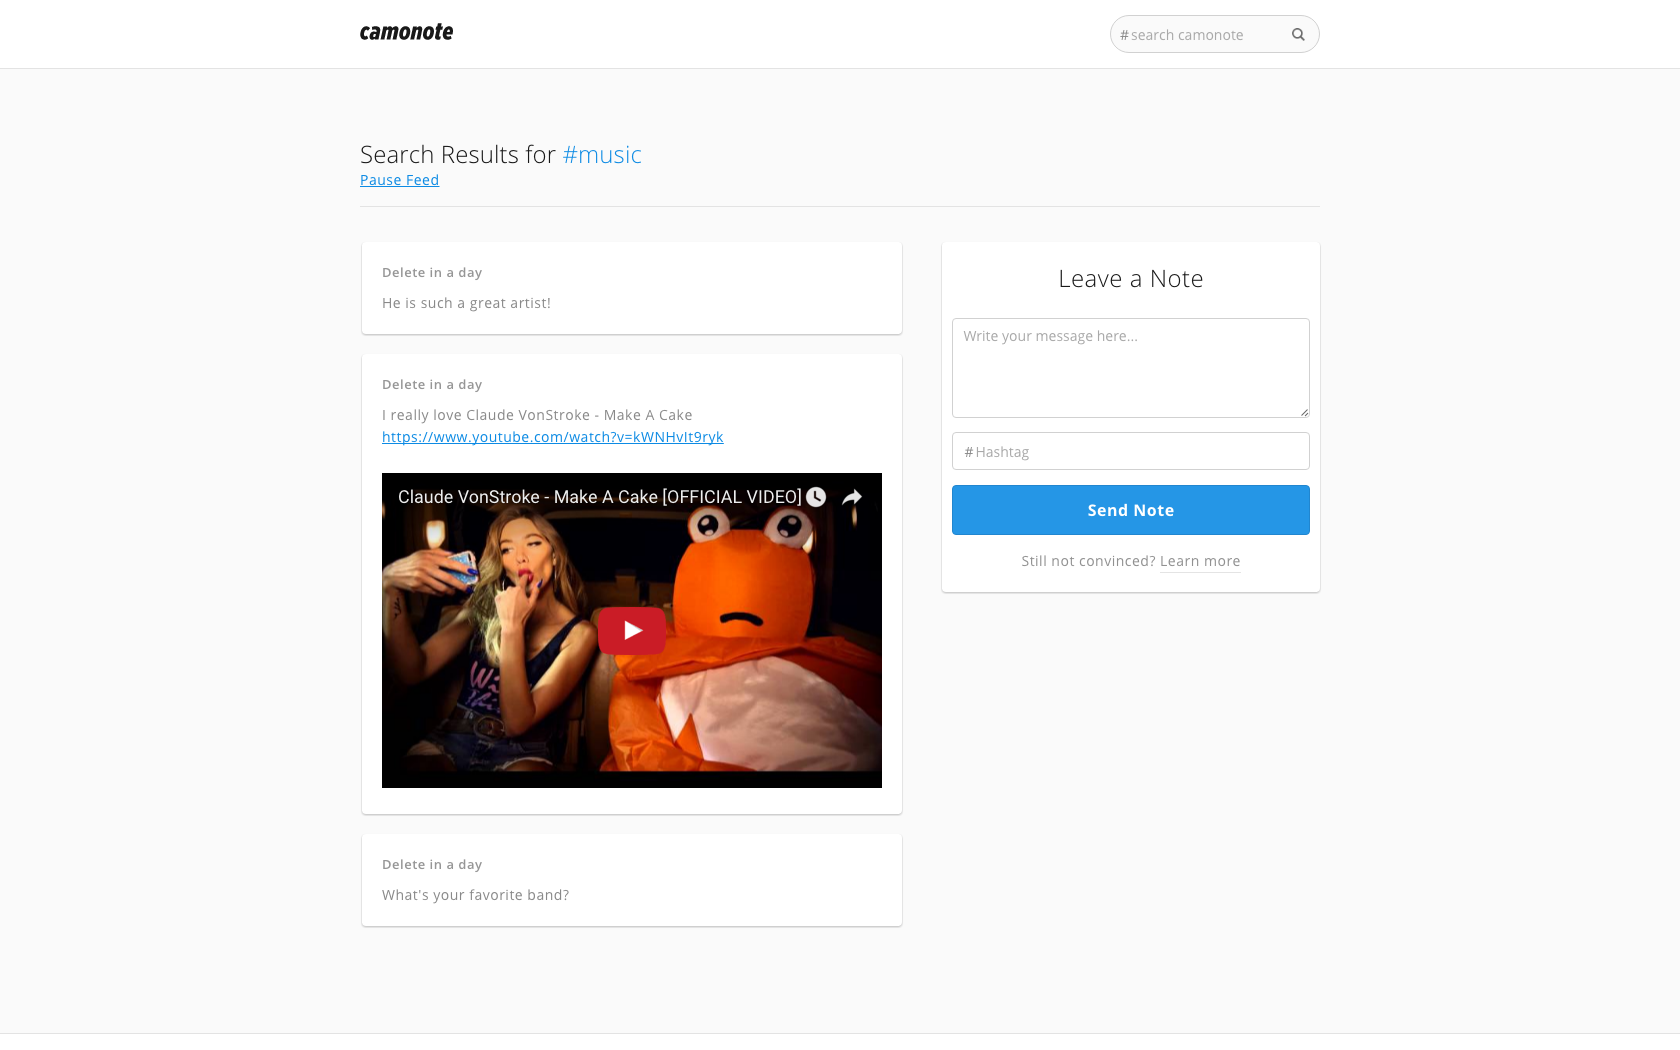 camonote
# search camonote
Search Results for #music
Pause Feed
Delete in a day
He is such a great artist!
Delete in a day
I really love Claude VonStroke - Make A Cake
https://www.youtube.com/watch?v=kWNHvIt9ryk
Claude VonStroke - Make A Cake [OFFICIAL VIDEO]
Delete in a day
What's your favorite band?
Leave a Note
Write your message here...
# Hashtag
Send Note
Still not convinced? Learn more